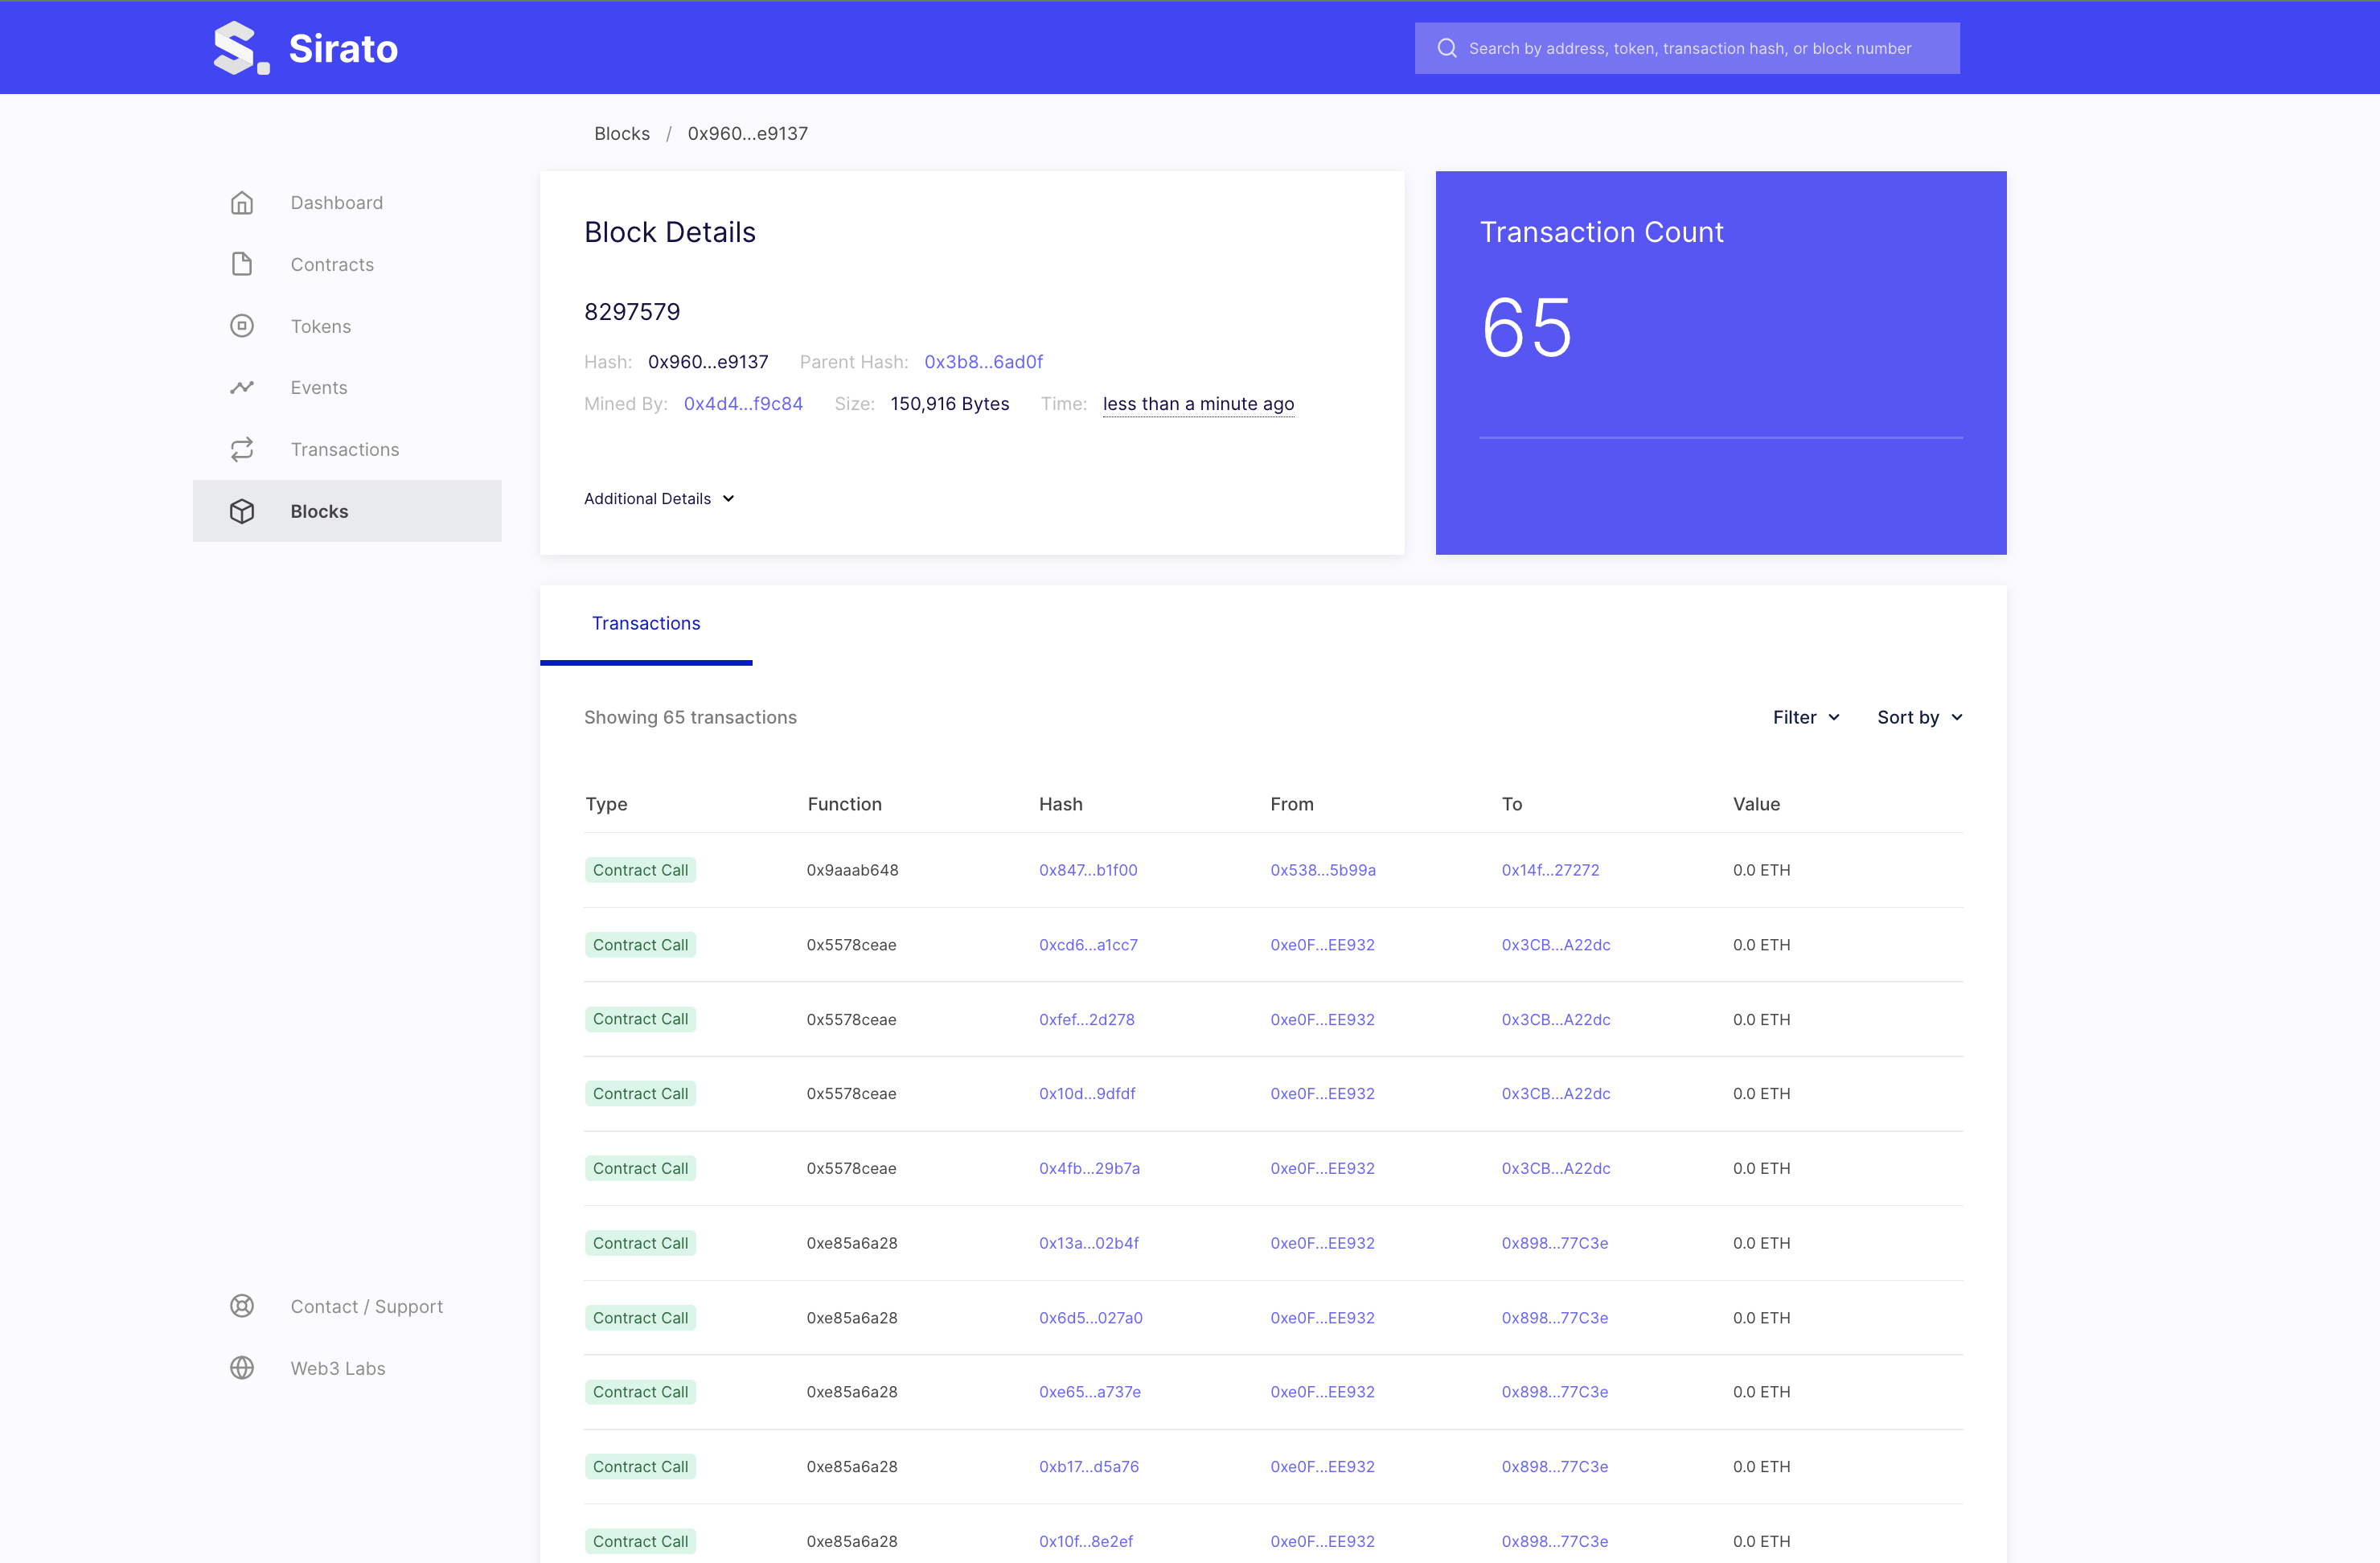 Sirato
Search by address, token, transaction hash, or block number
Blocks / 0x960...e9137
Dashboard
Contracts
Tokens
Events
Transactions
Blocks
Contact / Support
Web3 Labs
Block Details
8297579
Hash: 0x960...e9137 Parent Hash: 0x3b8...6ad0f
Mined By: 0x4d4...f9c84 Size: 150,916 Bytes Time: less than a minute ago
Additional Details
Transaction Count
65
Transactions
Showing 65 transactions
Filter Sort by
Type Function Hash From To Value
Contract Call 0x9aaab648 0x847...b1f00 0x538...5b99a 0x14f...27272 0.0 ETH
Contract Call 0x5578ceae 0xcd6...a1cc7 0xe0F...EE932 0x3CB...A22dc 0.0 ETH
Contract Call 0x5578ceae 0xfef...2d278 0xe0F...EE932 0x3CB...A22dc 0.0 ETH
Contract Call 0x5578ceae 0x10d...9dfdf 0xe0F...EE932 0x3CB...A22dc 0.0 ETH
Contract Call 0x5578ceae 0x4fb...29b7a 0xe0F...EE932 0x3CB...A22dc 0.0 ETH
Contract Call 0xe85a6a28 0x13a...02b4f 0xe0F...EE932 0x898...77C3e 0.0 ETH
Contract Call 0xe85a6a28 0x6d5...027a0 0xe0F...EE932 0x898...77C3e 0.0 ETH
Contract Call 0xe85a6a28 0xe65...a737e 0xe0F...EE932 0x898...77C3e 0.0 ETH
Contract Call 0xe85a6a28 0xb17...d5a76 0xe0F...EE932 0x898...77C3e 0.0 ETH
Contract Call 0xe85a6a28 0x10f...8e2ef 0xe0F...EE932 0x898...77C3e 0.0 ETH